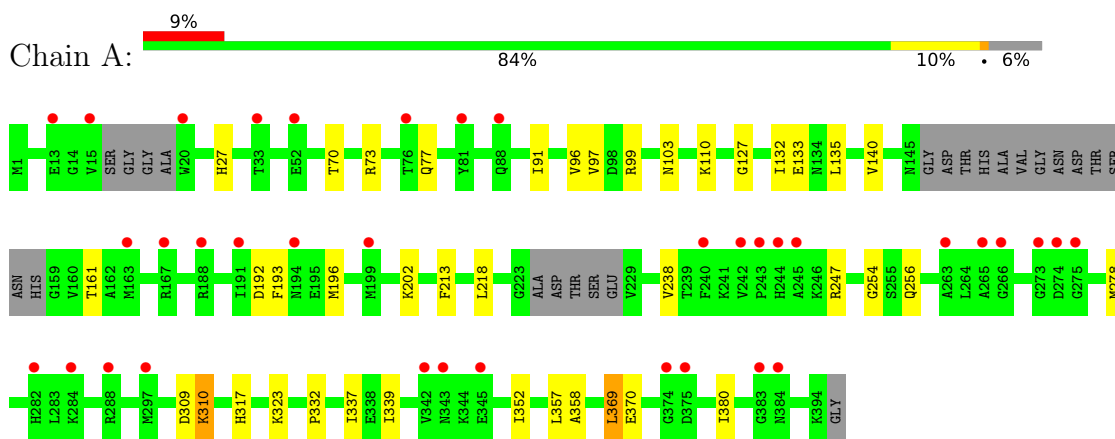 9%
Chain A:
84% 10% • 6%
M1 E13 G14 V15 SER GLY GLY ALA W20 H27 T33 E52 T70 R73 T76 Q77 Y81 Q88 I91 V96 V97 D98 R99 N103 K110 G127 I132 E133 N134 L135 V140 N145 GLY ASP THR HIS ALA VAL GLY ASN ASP THR SER
ASN HIS G159 V160 T161 A162 M163 R167 R188 I191 D192 F193 N194 E195 M196 M199 K202 F213 L218 G223 ALA ASP THR SER GLU V229 V238 T239 F240 K241 V242 P243 H244 A245 K246 R247 G254 S255 Q256 A263 L264 A265 G266 G273 D274 G275 M278
H282 L283 K284 R288 M297 D309 K310 H317 K323 P332 I337 E338 I339 V342 N343 K344 E345 I352 L357 A358 L369 E370 G374 D375 I380 G383 N384 K394 GLY